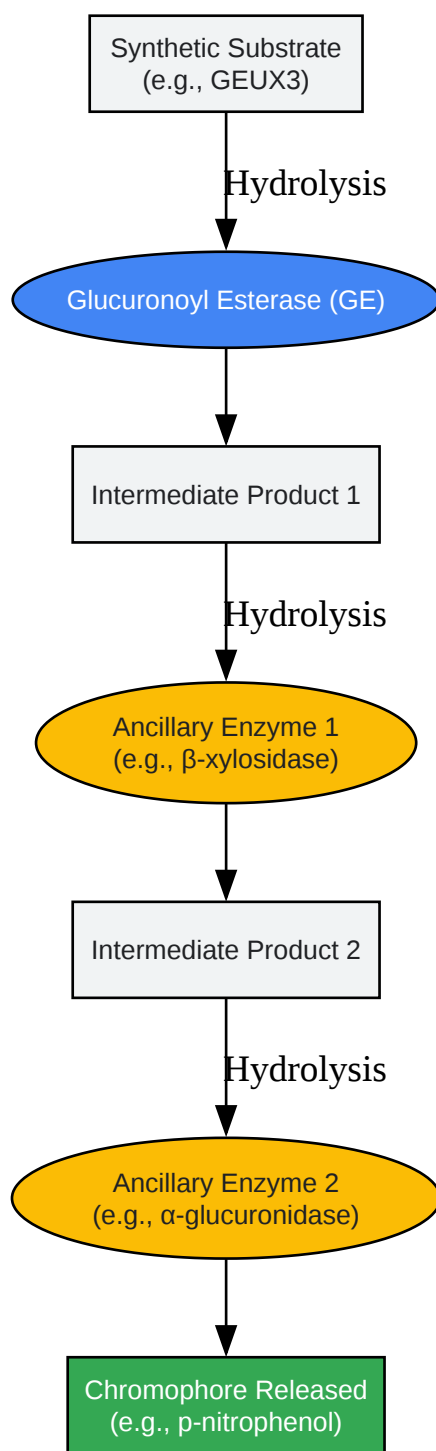 Synthetic Substrate
(e.g., GEUX3)
Hydrolysis
Glucuronoyl Esterase (GE)
Intermediate Product 1
Hydrolysis
Ancillary Enzyme 1
(e.g., β-xylosidase)
Intermediate Product 2
Hydrolysis
Ancillary Enzyme 2
(e.g., α-glucuronidase)
Chromophore Released
(e.g., p-nitrophenol)